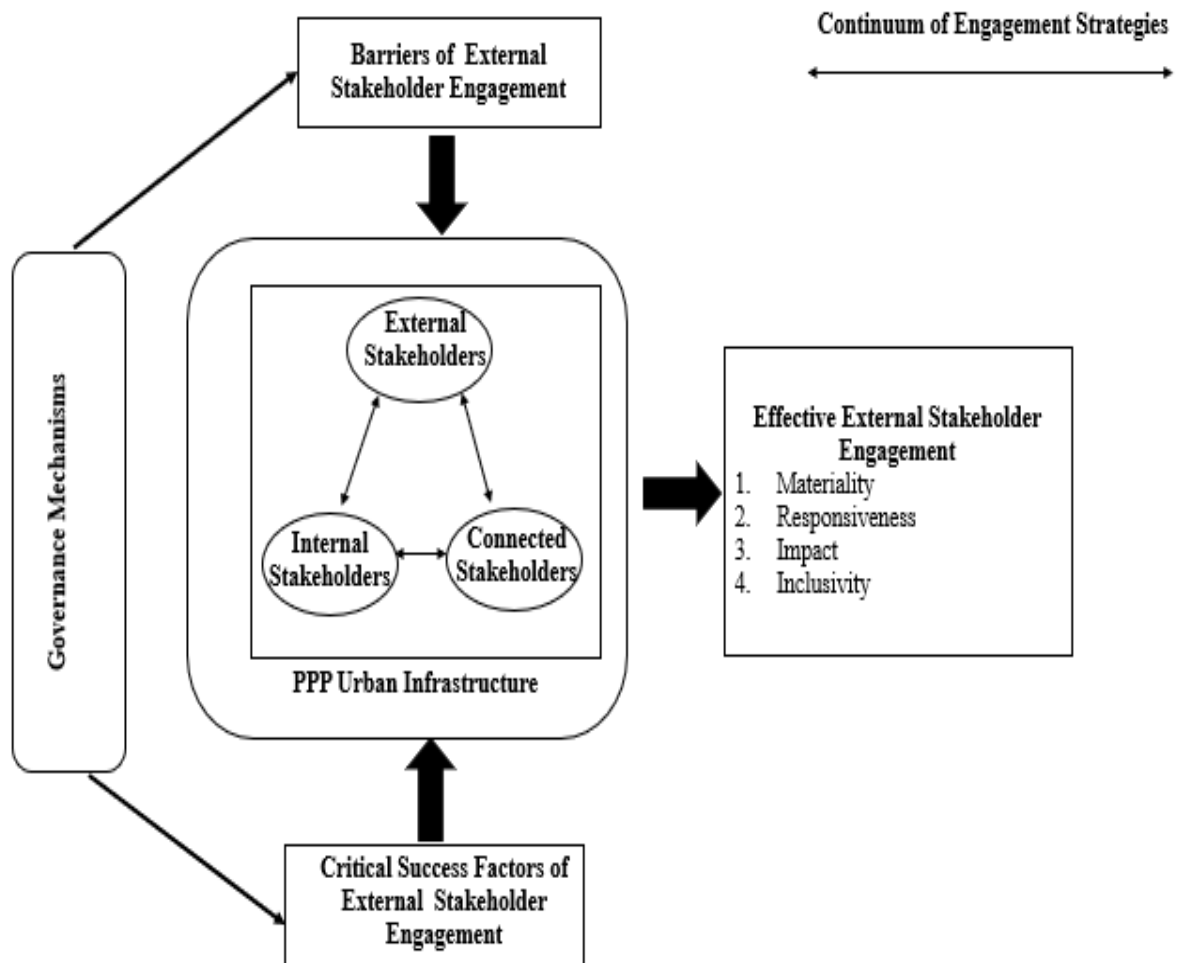 Continuum of Engagement Strategies
Barriers of External
Stakeholder Engagement
Governance Mechanisms
External
Stakeholders
Internal
Stakeholders
Connected
Stakeholders
PPP Urban Infrastructure
Effective External Stakeholder
Engagement
1. Materiality
2. Responsiveness
3. Impact
4. Inclusivity
Critical Success Factors of
External Stakeholder
Engagement